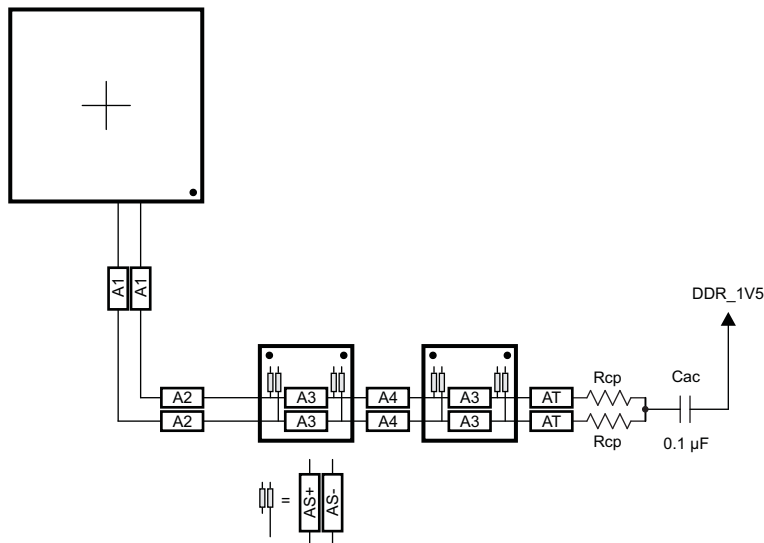 A1 A1
DDR_1V5
Rcp Cac
A2 A3 A4 A3 AT
A2 A3 A4 A3 AT
Rcp 0.1 µF
= AS+ AS-